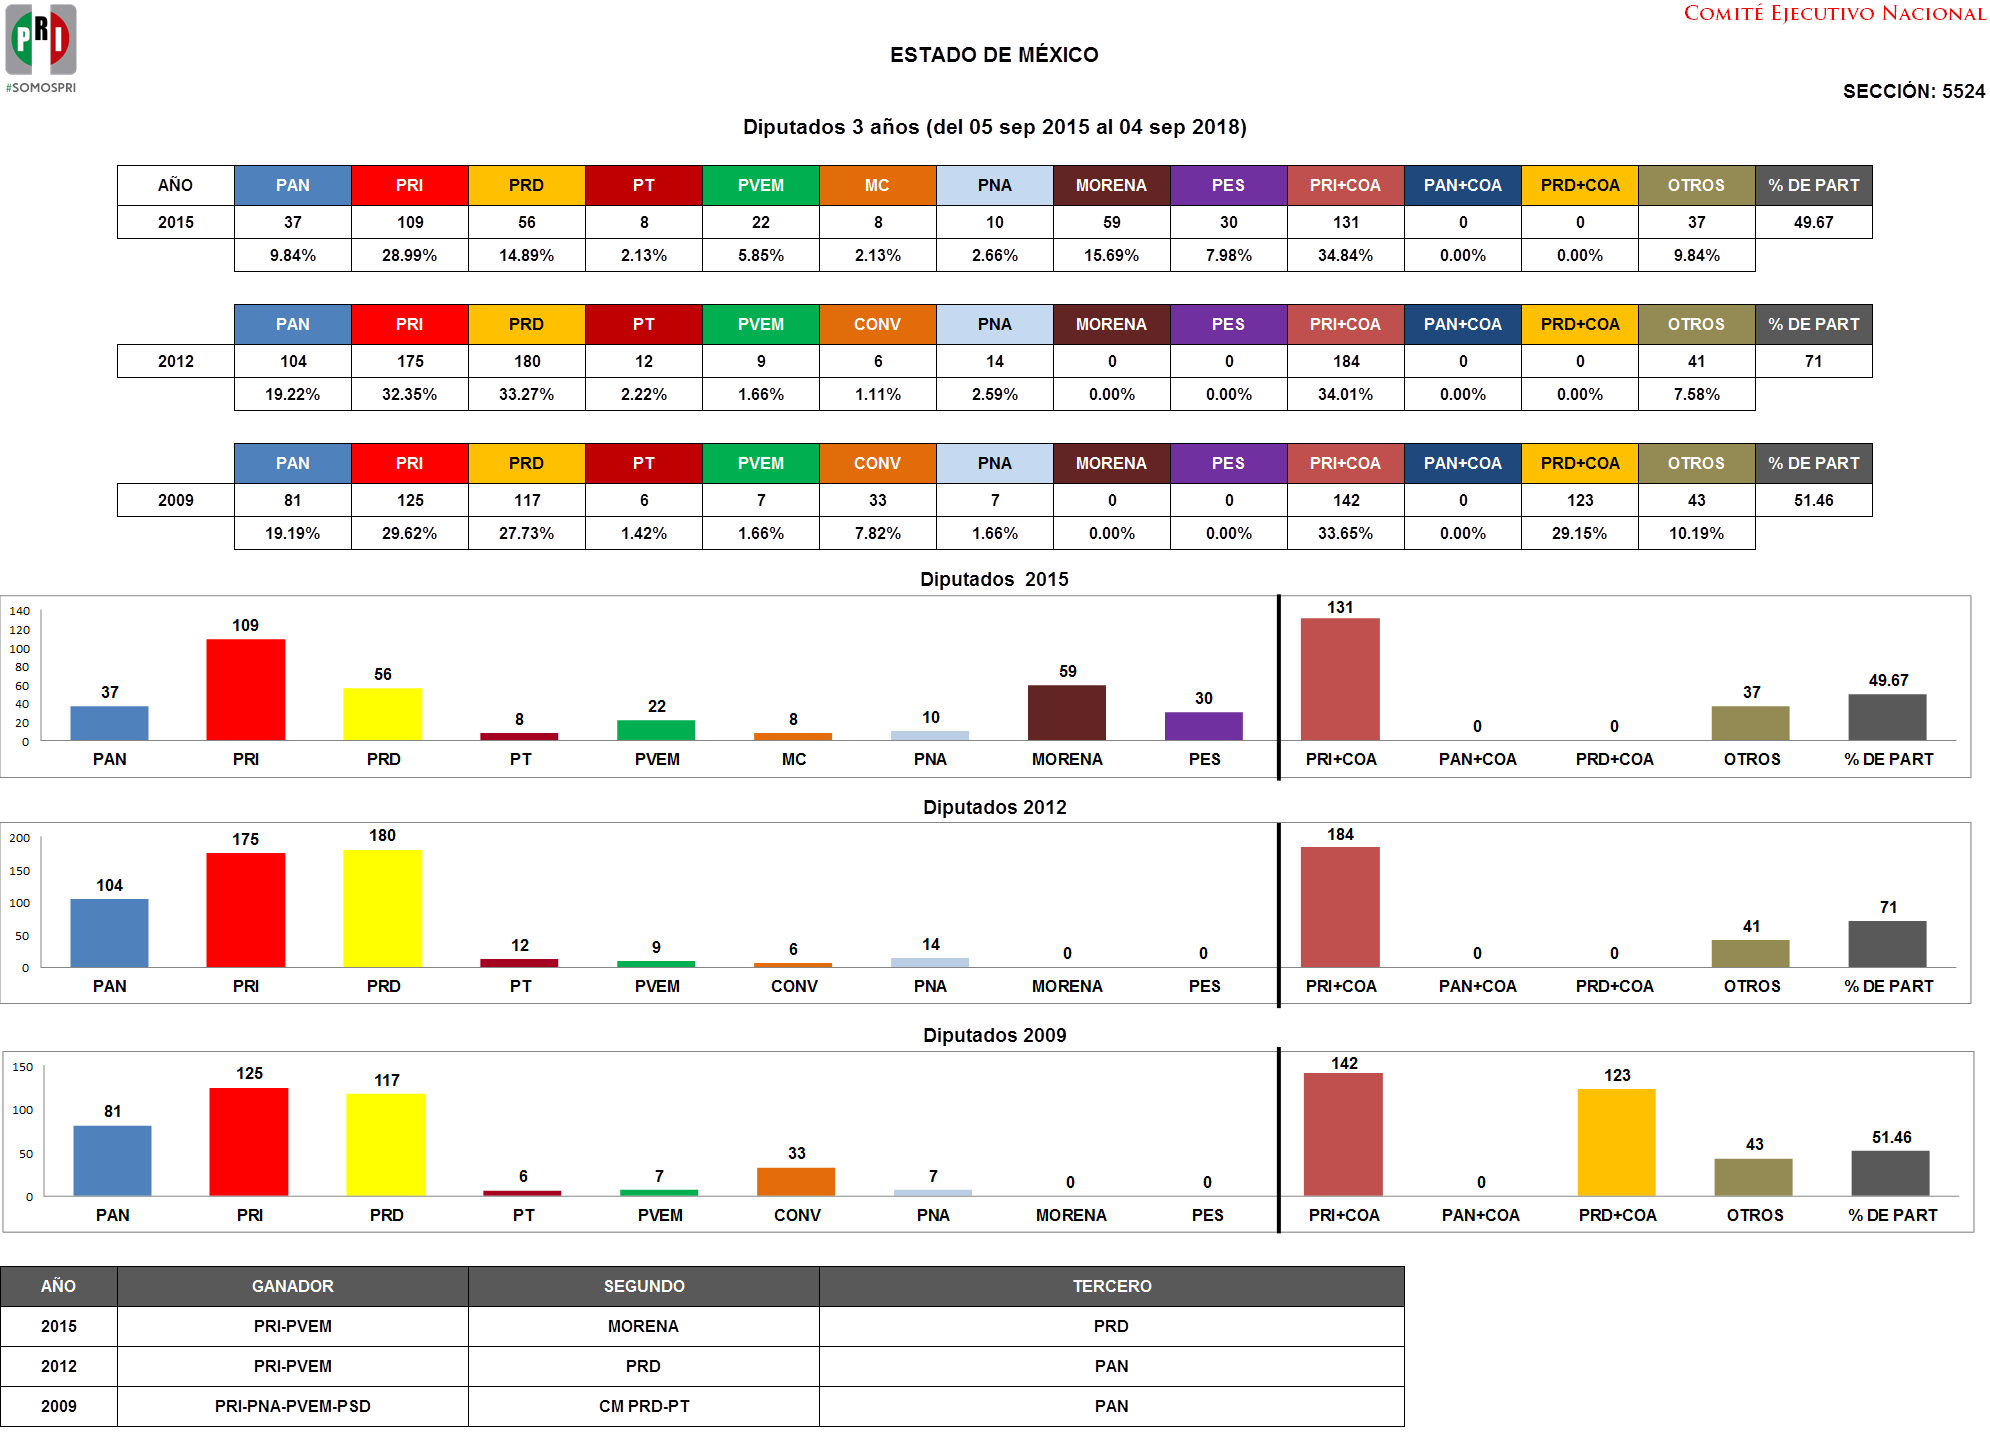 PRI
#SOMOSPRI
COMITÉ EJECUTIVO NACIONAL
ESTADO DE MÉXICO
SECCIÓN: 5524
Diputados 3 años (del 05 sep 2015 al 04 sep 2018)
AÑO PAN PRI PRD PT PVEM MC PNA MORENA PES PRI+COA PAN+COA PRD+COA OTROS % DE PART
2015 37 109 56 8 22 8 10 59 30 131 0 0 37 49.67
9.84% 28.99% 14.89% 2.13% 5.85% 2.13% 2.66% 15.69% 7.98% 34.84% 0.00% 0.00% 9.84%
PAN PRI PRD PT PVEM CONV PNA MORENA PES PRI+COA PAN+COA PRD+COA OTROS % DE PART
2012 104 175 180 12 9 6 14 0 0 184 0 0 41 71
19.22% 32.35% 33.27% 2.22% 1.66% 1.11% 2.59% 0.00% 0.00% 34.01% 0.00% 0.00% 7.58%
PAN PRI PRD PT PVEM CONV PNA MORENA PES PRI+COA PAN+COA PRD+COA OTROS % DE PART
2009 81 125 117 6 7 33 7 0 0 142 0 123 43 51.46
19.19% 29.62% 27.73% 1.42% 1.66% 7.82% 1.66% 0.00% 0.00% 33.65% 0.00% 29.15% 10.19%
Diputados 2015
140
120
100
80
60
40
20
0
37 109 56 8 22 8 10 59 30 131 0 0 37 49.67
PAN PRI PRD PT PVEM MC PNA MORENA PES PRI+COA PAN+COA PRD+COA OTROS % DE PART
Diputados 2012
200
150
100
50
0
104 175 180 12 9 6 14 0 0 184 0 0 41 71
PAN PRI PRD PT PVEM CONV PNA MORENA PES PRI+COA PAN+COA PRD+COA OTROS % DE PART
Diputados 2009
150
100
50
0
81 125 117 6 7 33 7 0 0 142 0 123 43 51.46
PAN PRI PRD PT PVEM CONV PNA MORENA PES PRI+COA PAN+COA PRD+COA OTROS % DE PART
AÑO GANADOR SEGUNDO TERCERO
2015 PRI-PVEM MORENA PRD
2012 PRI-PVEM PRD PAN
2009 PRI-PNA-PVEM-PSD CM PRD-PT PAN